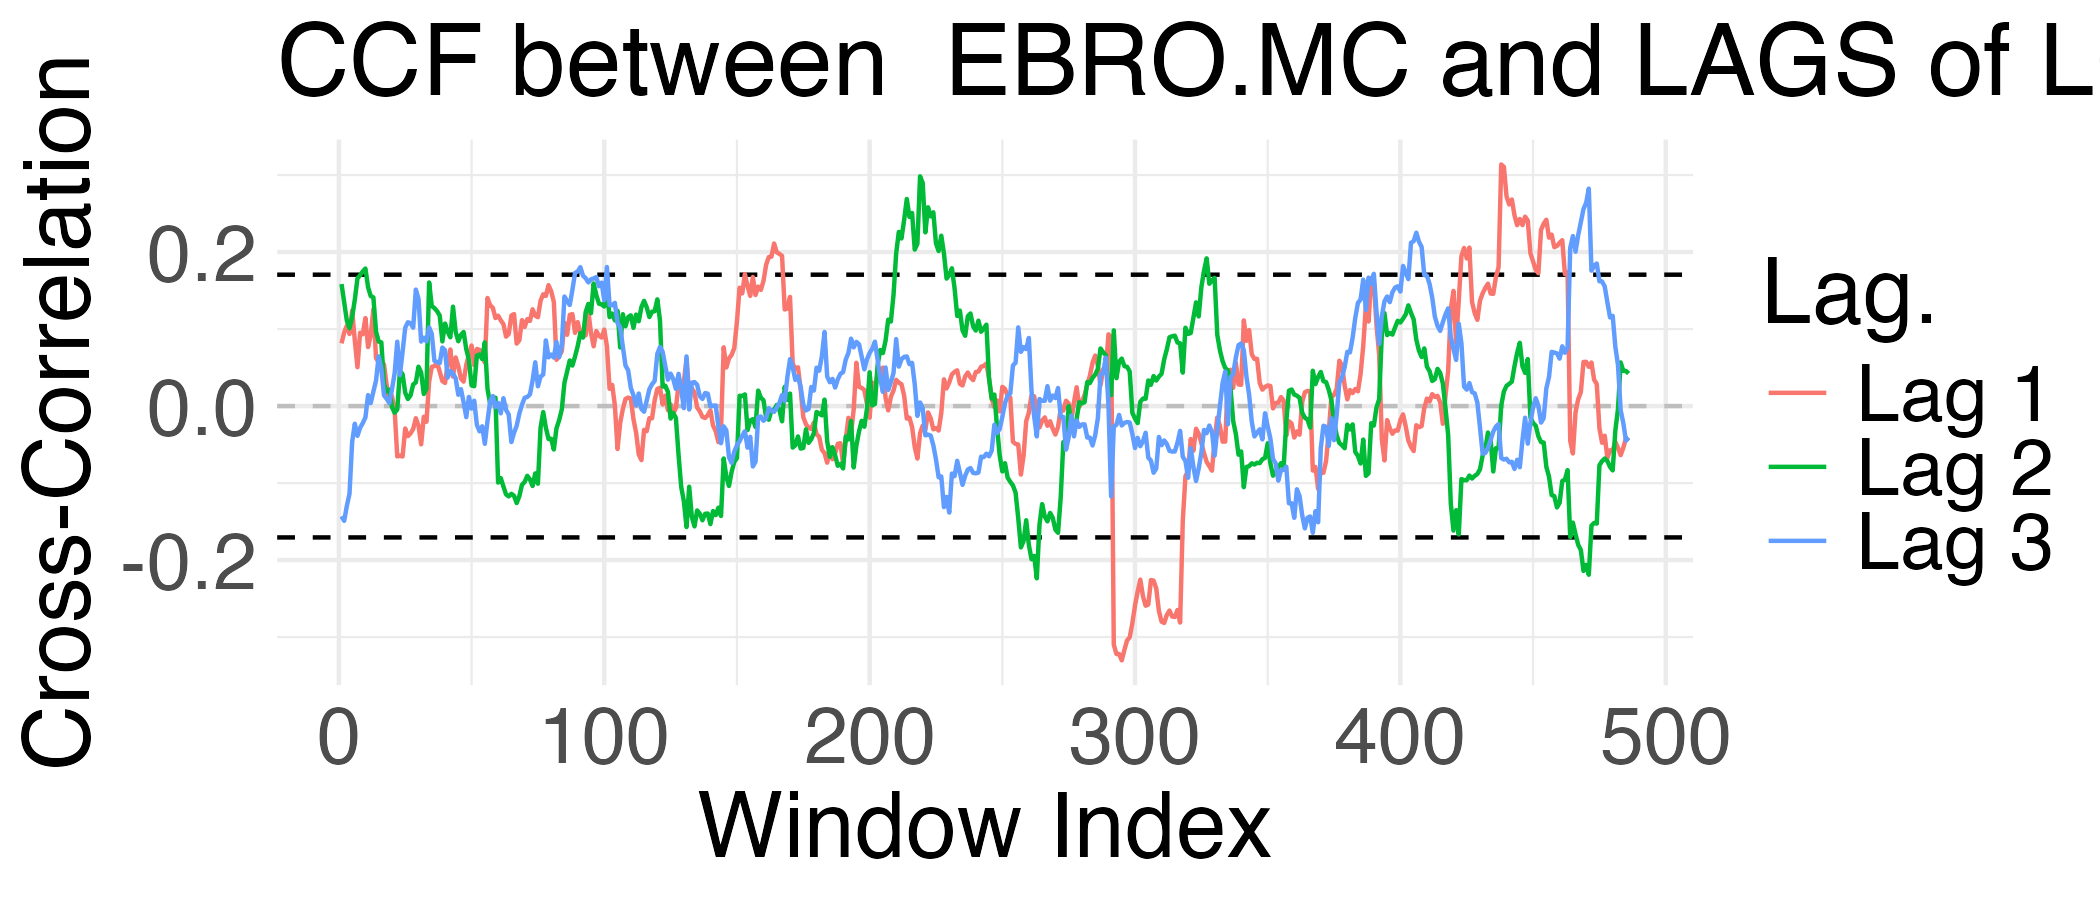 CCF between EBRO.MC and LAGS of L
Cross-Correlation
0.2
0.0
-0.2
0
100
200
300
400
500
Window Index
Lag.
Lag 1
Lag 2
Lag 3